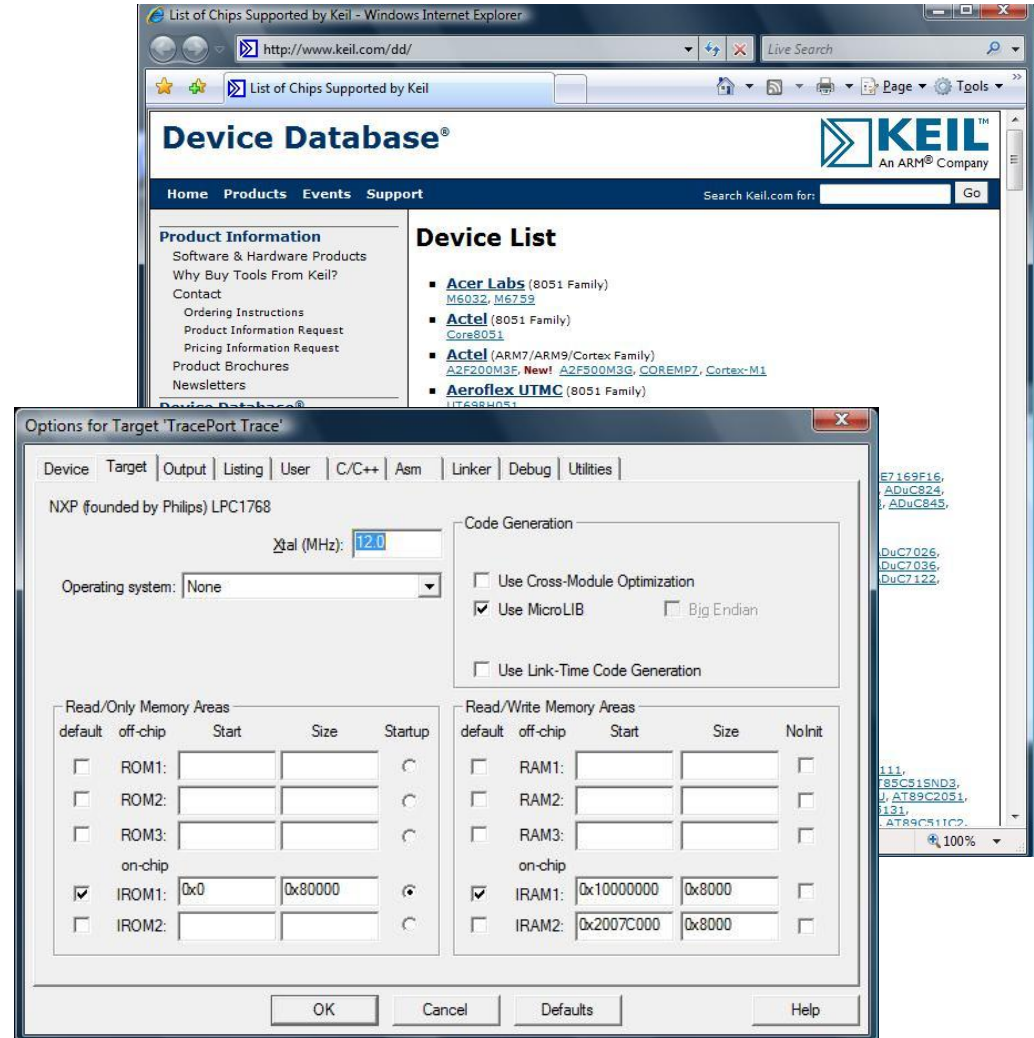 List of Chips Supported by Keil - Windows Internet Explorer
http://www.keil.com/dd/
Live Search
List of Chips Supported by Keil
Page
Tools
Device Database®
KEIL™
An ARM® Company
Home Products Events Support
Search Keil.com for:
Go
Product Information
Software & Hardware Products
Why Buy Tools From Keil?
Contact
Ordering Instructions
Product Information Request
Pricing Information Request
Product Brochures
Newsletters
Device Database®
Device List
Acer Labs (8051 Family)
M6032, M6759
Actel (8051 Family)
Core8051
Actel (ARM7/ARM9/Cortex Family)
A2F200M3F, New! A2F500M3G, COREMP7, Cortex-M1
Aeroflex UTMC (8051 Family)
UT69RH051
E7169F16,
, ADuC824,
, ADuC845,
ADuC7026,
ADuC7036,
ADuC7122,
111,
T85C51SND3,
U, AT89C2051,
5131,
, AT89C51IC2,
100%
Options for Target 'TracePort Trace'
Device Target Output Listing User C/C++ Asm Linker Debug Utilities
NXP (founded by Philips) LPC1768
Xtal (MHz): 12.0
Operating system: None
Code Generation
Use Cross-Module Optimization
Use MicroLIB Big Endian
Use Link-Time Code Generation
Read/Only Memory Areas
default off-chip Start Size Startup
ROM1:
ROM2:
ROM3:
on-chip
IROM1: 0x0 0x80000
IROM2:
Read/Write Memory Areas
default off-chip Start Size NoInit
RAM1:
RAM2:
RAM3:
on-chip
IRAM1: 0x10000000 0x8000
IRAM2: 0x2007C000 0x8000
OK Cancel Defaults Help